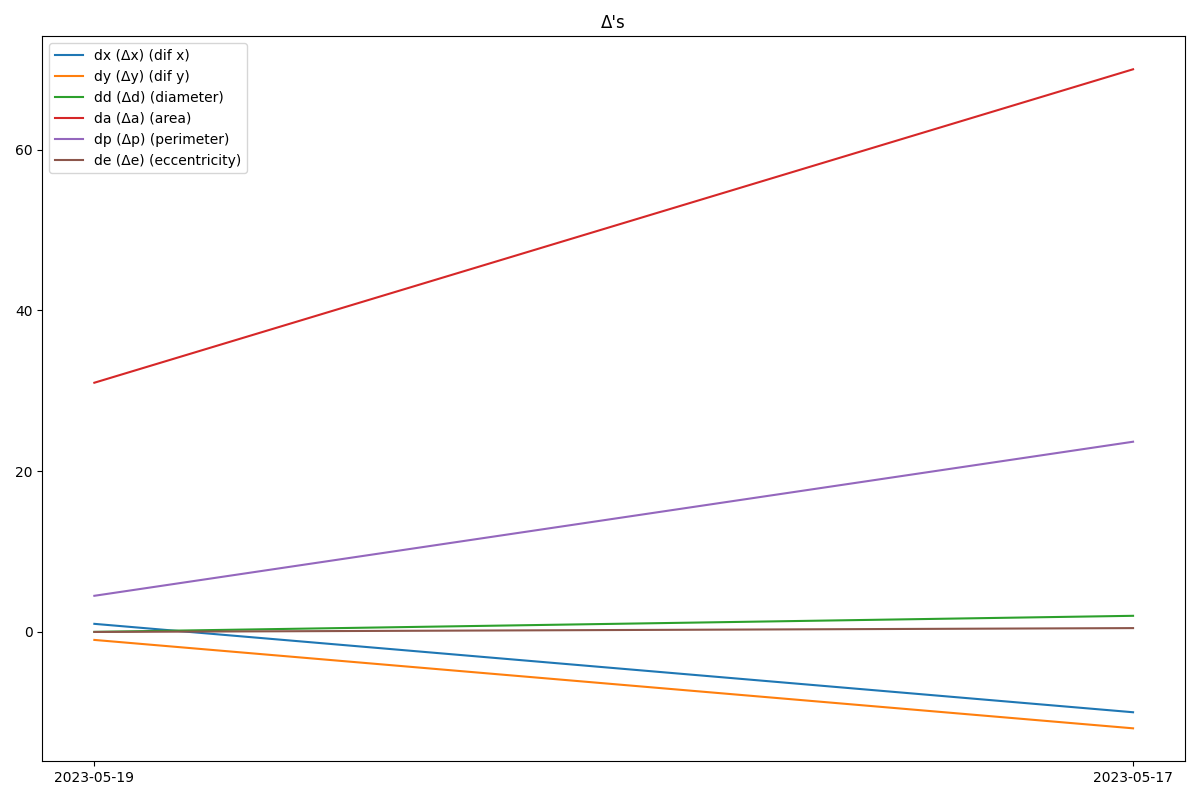 Δ's
dx (Δx) (dif x)
dy (Δy) (dif y)
dd (Δd) (diameter)
da (Δa) (area)
dp (Δp) (perimeter)
de (Δe) (eccentricity)
60
40
20
0
2023-05-19
2023-05-17